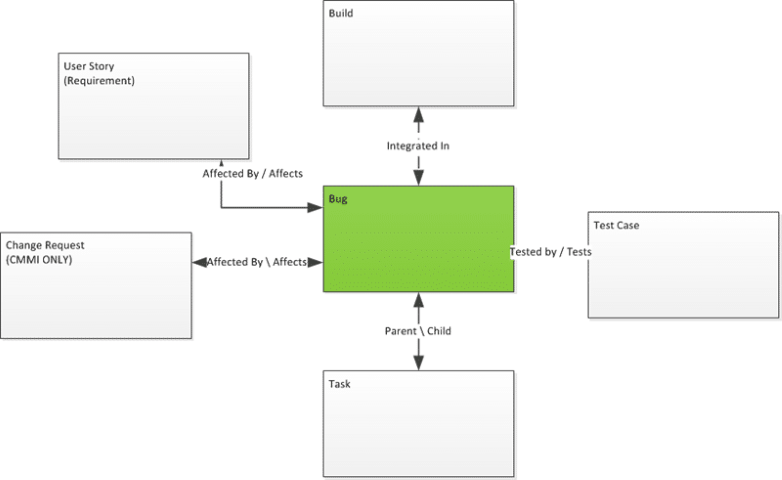 Build
User Story
(Requirement)
Integrated In
Affected By / Affects
Bug
Test Case
Change Request
(CMMI ONLY)
Tested by / Tests
Affected By \ Affects
Parent \ Child
Task